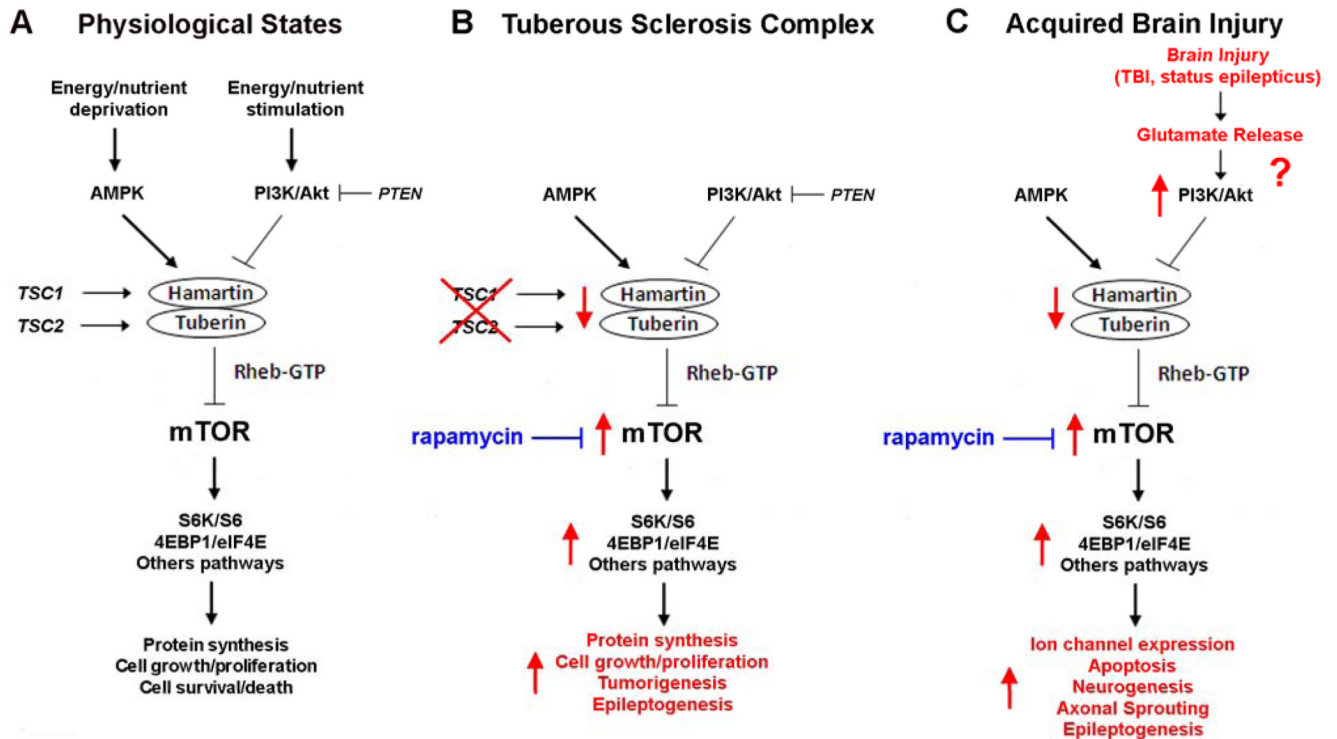 A Physiological States
Energy/nutrient
deprivation
Energy/nutrient
stimulation
AMPK
PI3K/Akt
PTEN
TSC1
Hamartin
TSC2
Tuberin
Rheb-GTP
mTOR
S6K/S6
4EBP1/eIF4E
Others pathways
Protein synthesis
Cell growth/proliferation
Cell survival/death
B Tuberous Sclerosis Complex
AMPK
PI3K/Akt
PTEN
TSC1
Hamartin
TSC2
Tuberin
Rheb-GTP
rapamycin
mTOR
S6K/S6
4EBP1/eIF4E
Others pathways
Protein synthesis
Cell growth/proliferation
Tumorigenesis
Epileptogenesis
C Acquired Brain Injury
Brain Injury
(TBI, status epilepticus)
Glutamate Release
?
AMPK
PI3K/Akt
Hamartin
Tuberin
Rheb-GTP
rapamycin
mTOR
S6K/S6
4EBP1/eIF4E
Others pathways
Ion channel expression
Apoptosis
Neurogenesis
Axonal Sprouting
Epileptogenesis